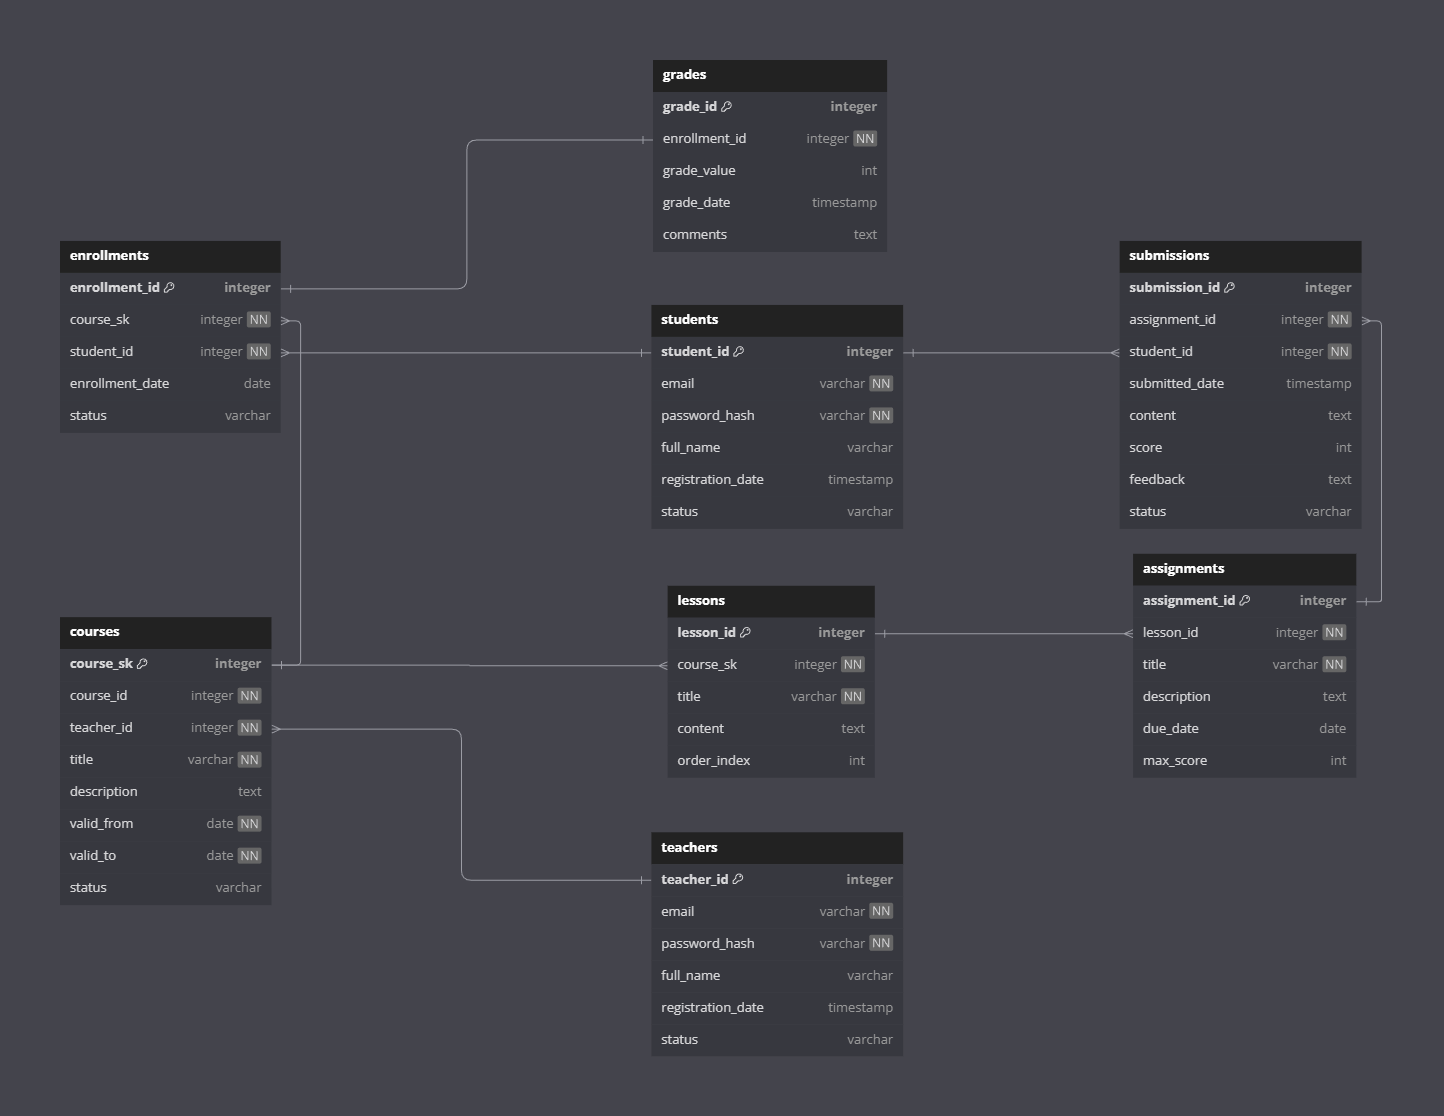 grades
grade_id integer
enrollment_id integer NN
grade_value int
grade_date timestamp
comments text
enrollments
enrollment_id integer
course_sk integer NN
student_id integer NN
enrollment_date date
status varchar
students
student_id integer
email varchar NN
password_hash varchar NN
full_name varchar
registration_date timestamp
status varchar
submissions
submission_id integer
assignment_id integer NN
student_id integer NN
submitted_date timestamp
content text
score int
feedback text
status varchar
courses
course_sk integer
course_id integer NN
teacher_id integer NN
title varchar NN
description text
valid_from date NN
valid_to date NN
status varchar
lessons
lesson_id integer
course_sk integer NN
title varchar NN
content text
order_index int
assignments
assignment_id integer
lesson_id integer NN
title varchar NN
description text
due_date date
max_score int
teachers
teacher_id integer
email varchar NN
password_hash varchar NN
full_name varchar
registration_date timestamp
status varchar